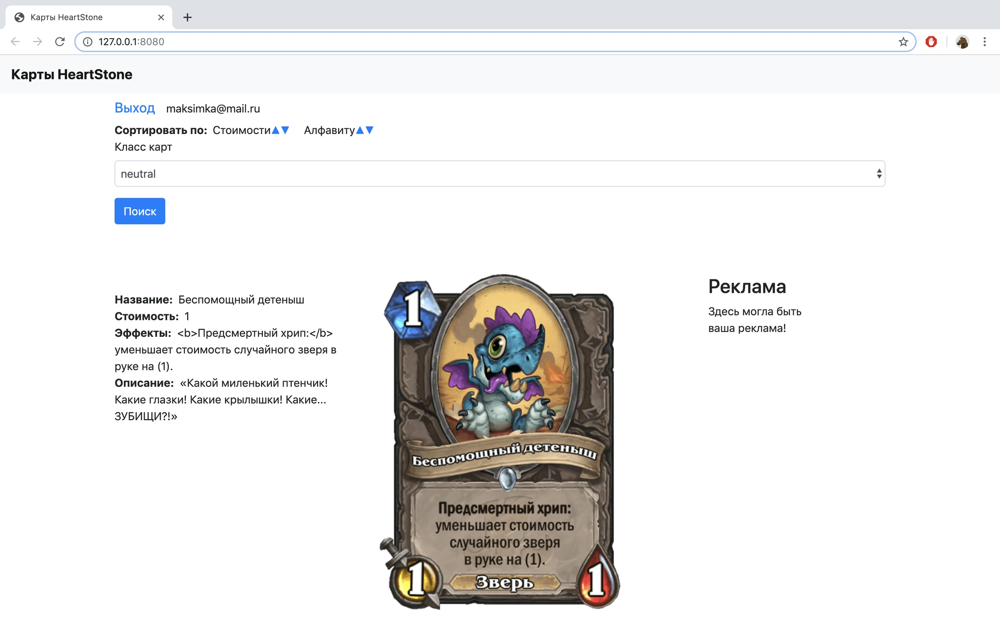 Карты HeartStone
127.0.0.1:8080
Карты HeartStone
Выход maksimka@mail.ru
Сортировать по: Стоимости▲▼ Алфавиту▲▼
Класс карт
neutral
Поиск
Название: Беспомощный детеныш
Стоимость: 1
Эффекты: <b>Предсмертный хрип:</b>
уменьшает стоимость случайного зверя в
руке на (1).
Описание: «Какой миленький птенчик!
Какие глазки! Какие крылышки! Какие...
ЗУБИЩИ?!»
1
Беспомощный детеныш
Предсмертный хрип:
уменьшает стоимость
случайного зверя
в руке на (1).
1 Зверь 1
Реклама
Здесь могла быть
ваша реклама!